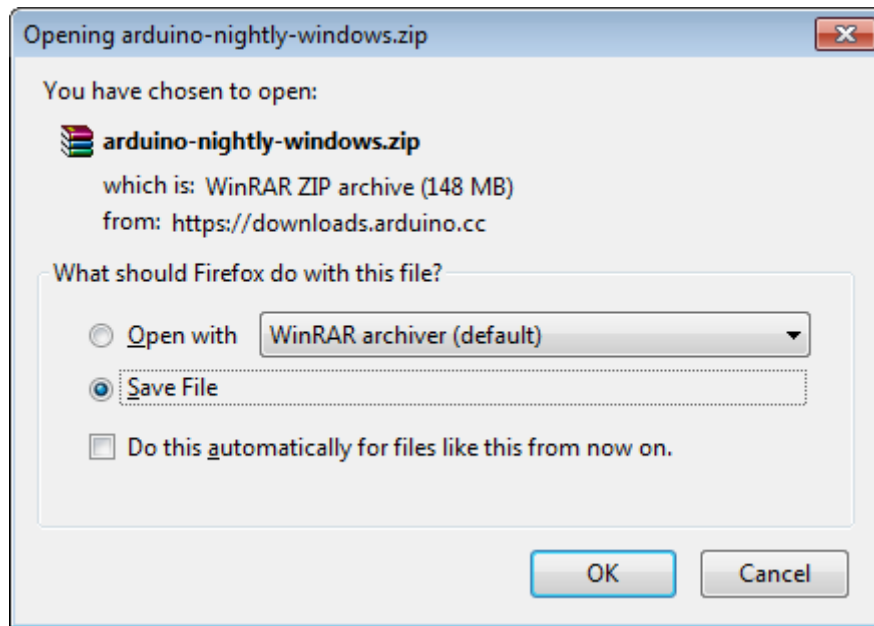 Opening arduino-nightly-windows.zip
You have chosen to open:
arduino-nightly-windows.zip
which is: WinRAR ZIP archive (148 MB)
from: https://downloads.arduino.cc
What should Firefox do with this file?
Open with WinRAR archiver (default)
Save File
Do this automatically for files like this from now on.
OK Cancel